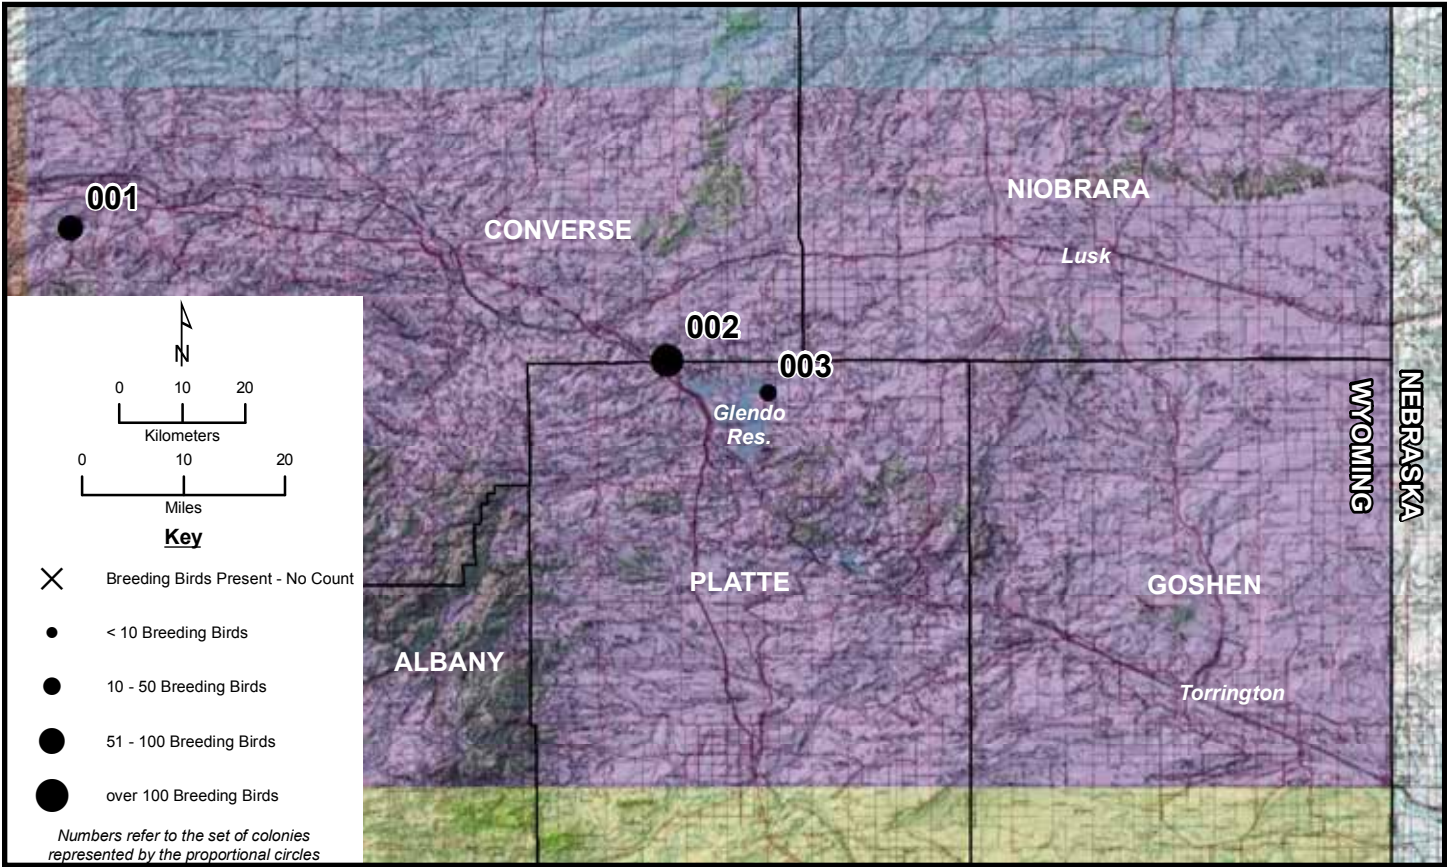 001
CONVERSE
NIOBRARA
Lusk
002
003
Glendo
Res.
WYOMING
NEBRASKA
PLATTE
GOSHEN
ALBANY
Torrington
N
0 10 20
Kilometers
0 10 20
Miles
Key
Breeding Birds Present - No Count
< 10 Breeding Birds
10 - 50 Breeding Birds
51 - 100 Breeding Birds
over 100 Breeding Birds
Numbers refer to the set of colonies
represented by the proportional circles